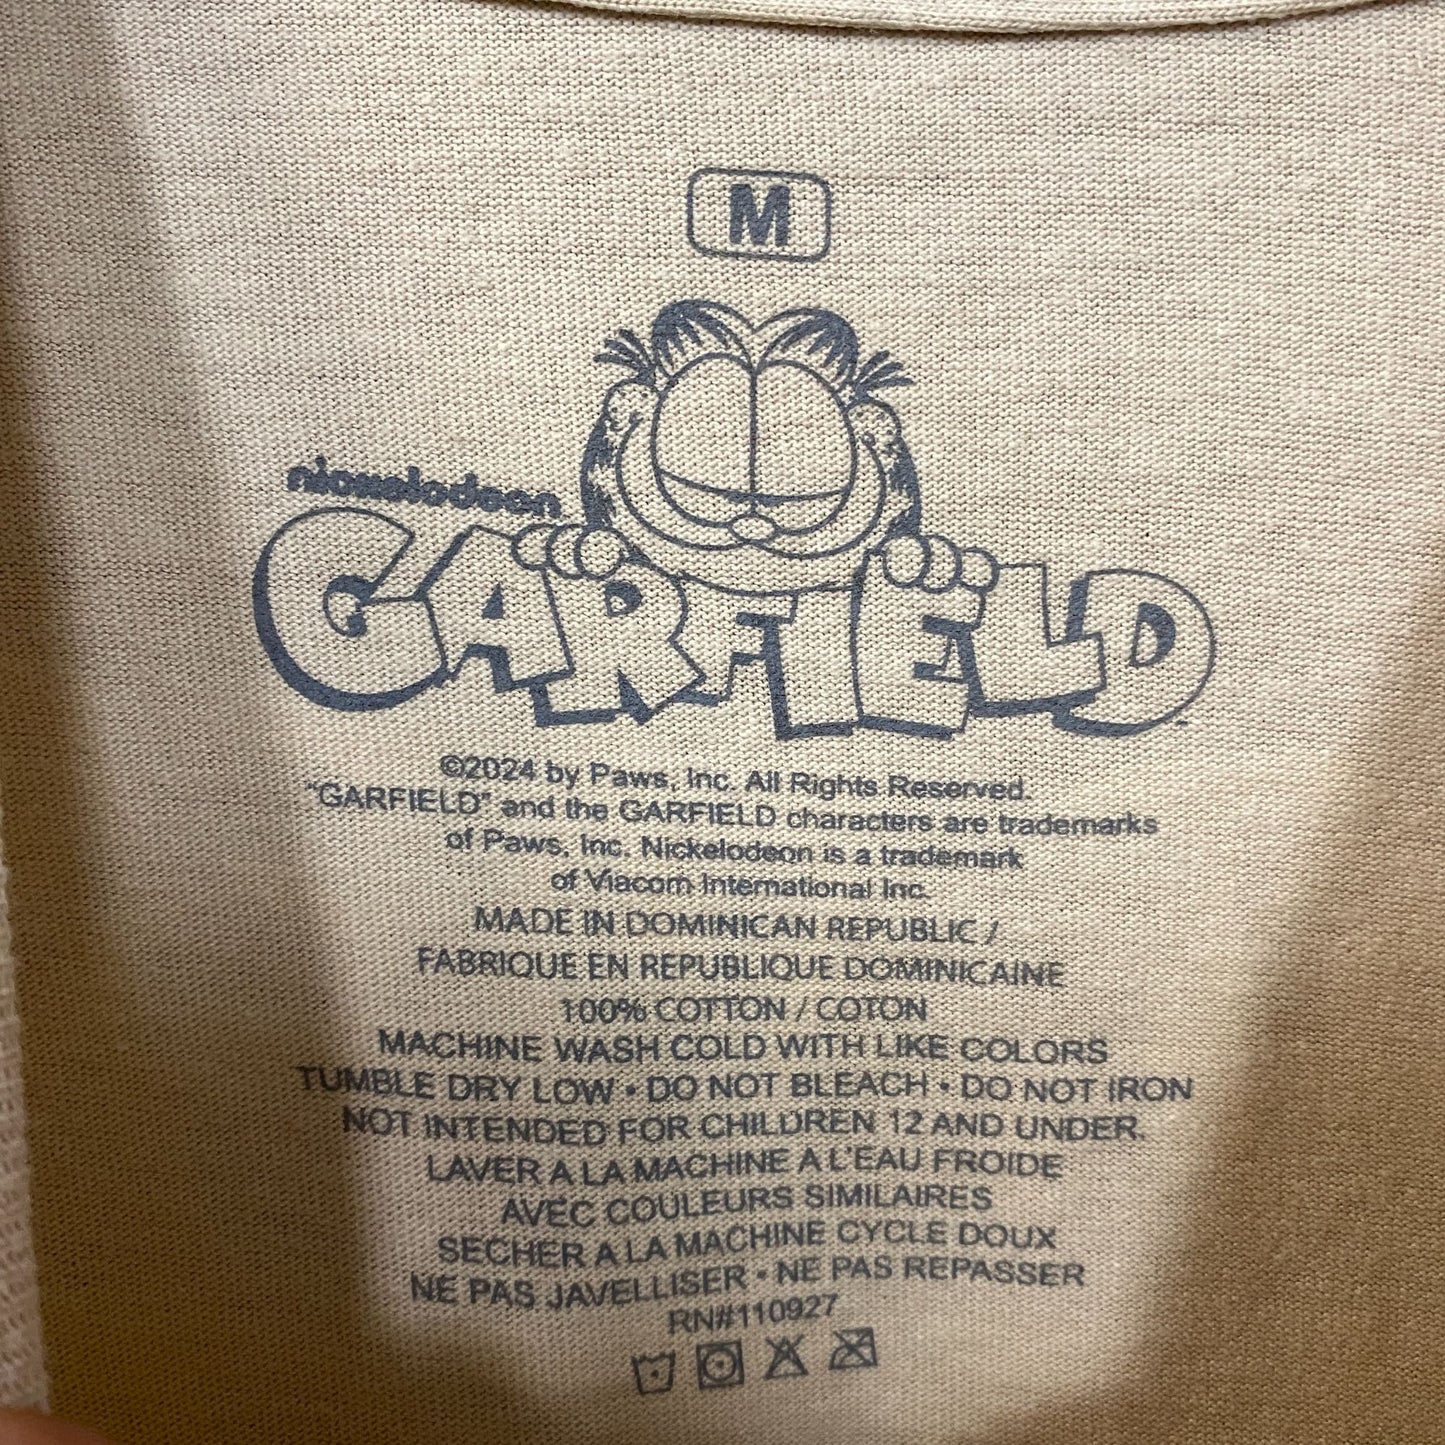 M
nickelodeon
GARFIELD™
©2024 by Paws, Inc. All Rights Reserved.
"GARFIELD" and the GARFIELD characters are trademarks
of Paws, Inc. Nickelodeon is a trademark
of Viacom International Inc.
MADE IN DOMINICAN REPUBLIC /
FABRIQUE EN REPUBLIQUE DOMINICAINE
100% COTTON / COTON
MACHINE WASH COLD WITH LIKE COLORS
TUMBLE DRY LOW • DO NOT BLEACH • DO NOT IRON
NOT INTENDED FOR CHILDREN 12 AND UNDER.
LAVER A LA MACHINE A L'EAU FROIDE
AVEC COULEURS SIMILAIRES
SECHER A LA MACHINE CYCLE DOUX
NE PAS JAVELLISER • NE PAS REPASSER
RN#110927